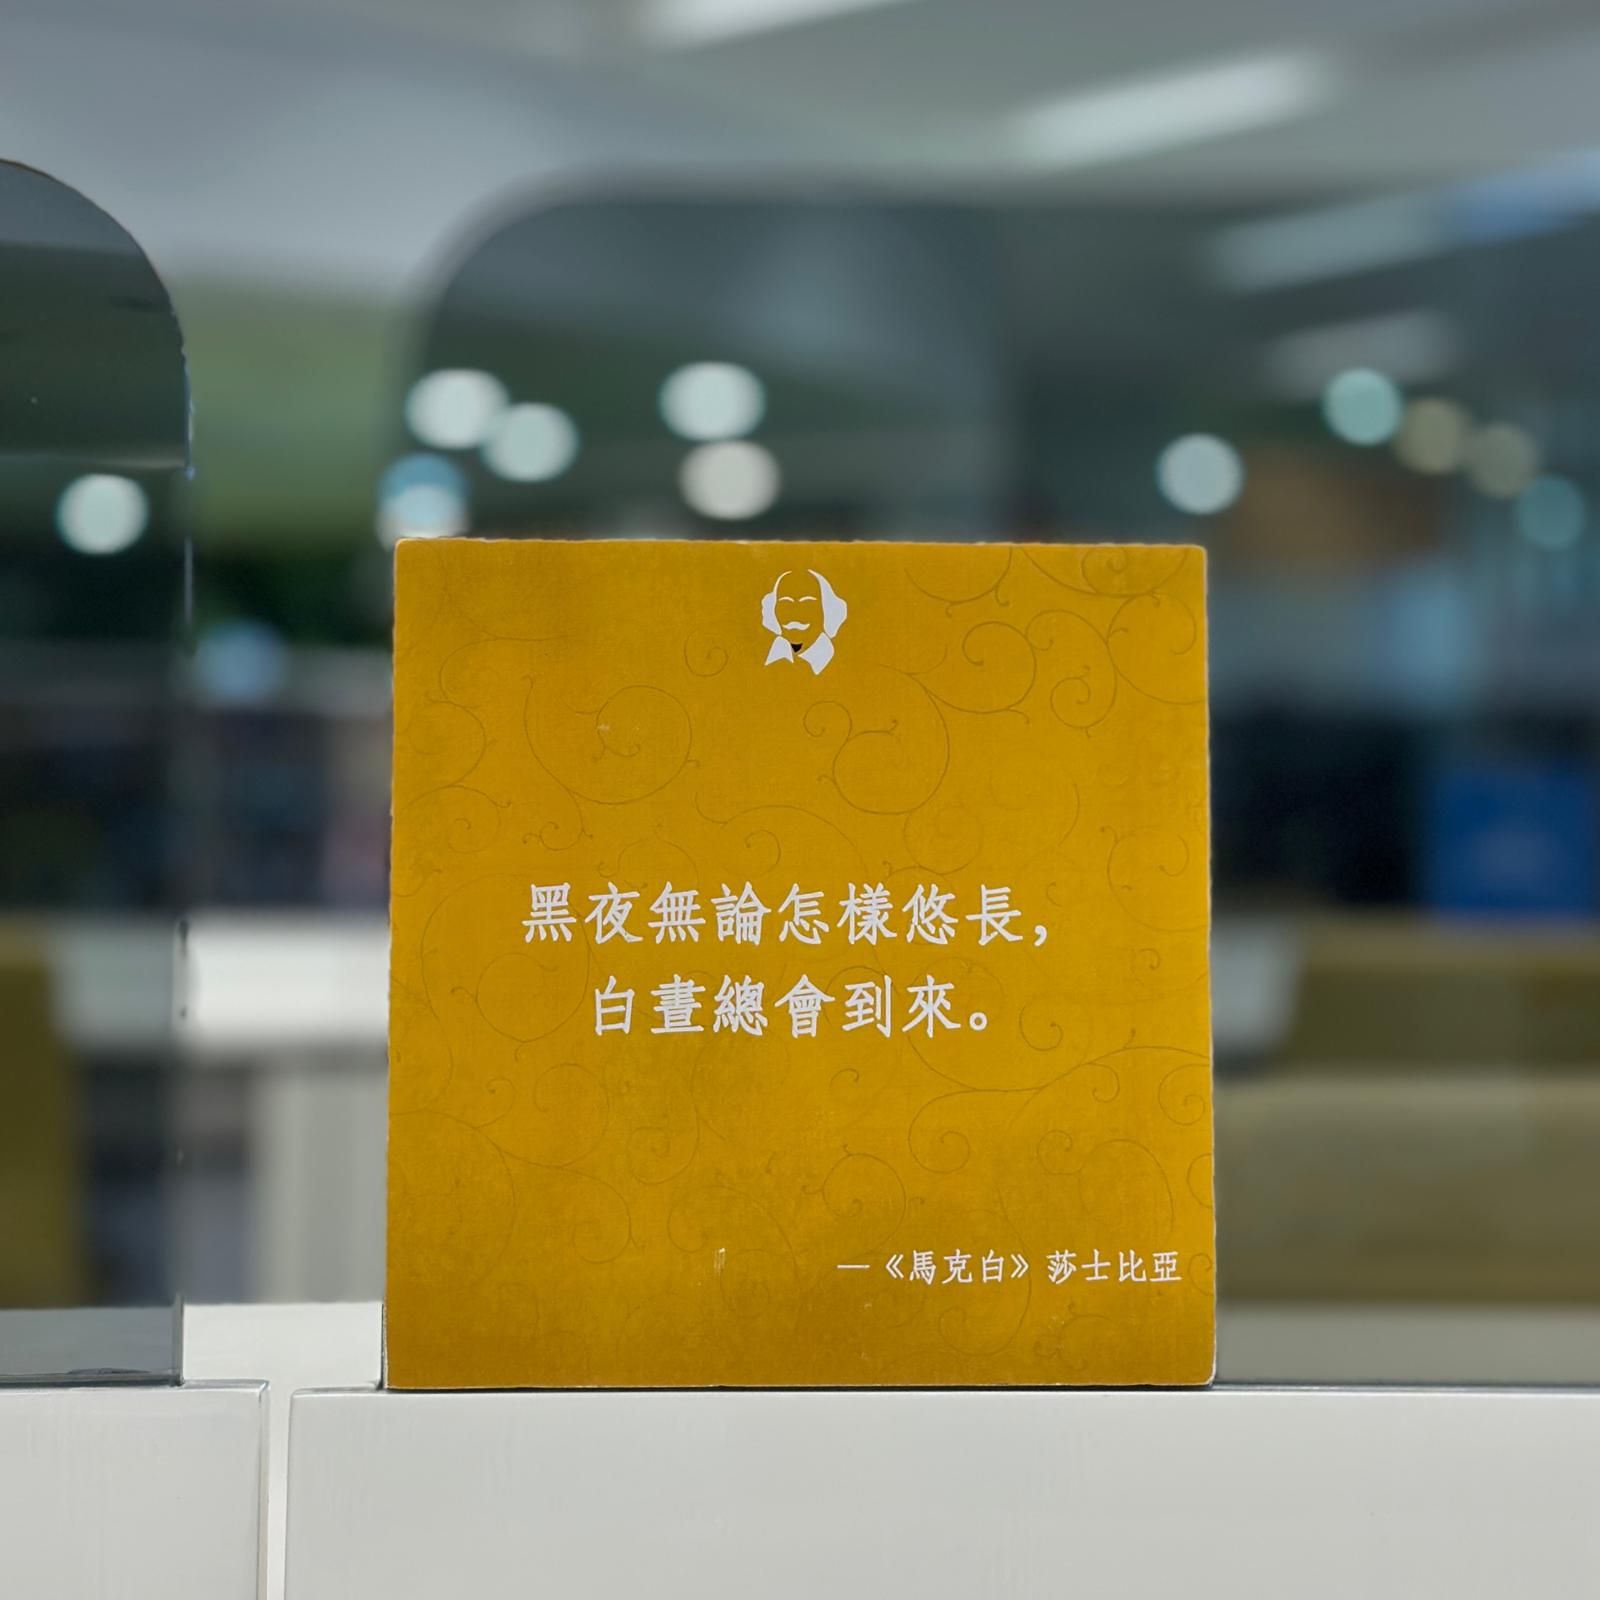 黑夜無論怎樣悠長，
白晝總會到來。
—《馬克白》莎士比亞